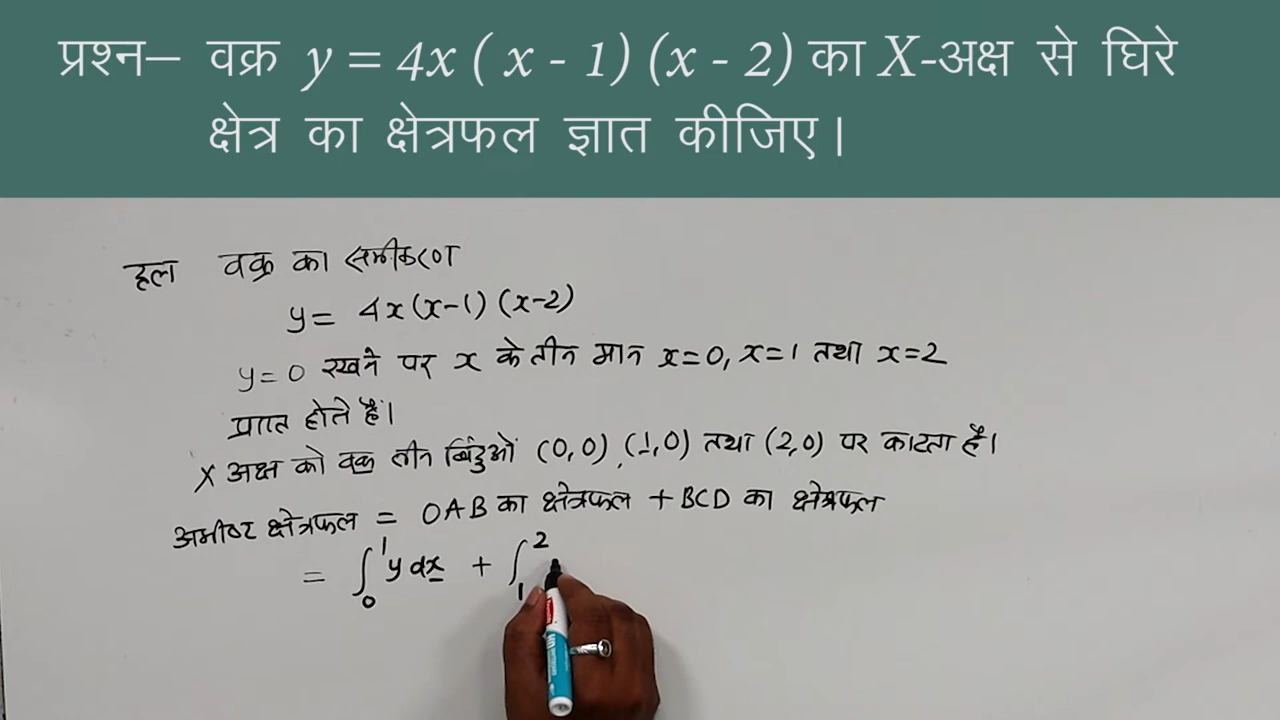 प्रश्न– वक्र y = 4x ( x - 1) (x - 2) का X-अक्ष से घिरे
क्षेत्र का क्षेत्रफल ज्ञात कीजिए।
हल वक्र का समीकरण
y= 4x(x-1) (x-2)
y=0 रखने पर x के तीन मान x=0, x=1 तथा x=2
प्राप्त होते हैं।
X अक्ष को वक्र तीन बिंदुओं (0,0) , (1,0) तथा (2,0) पर काटता है।
अभीष्ट क्षेत्रफल = OAB का क्षेत्रफल + BCD का क्षेत्रफल
= ∫₀¹ y dx + ∫₁²